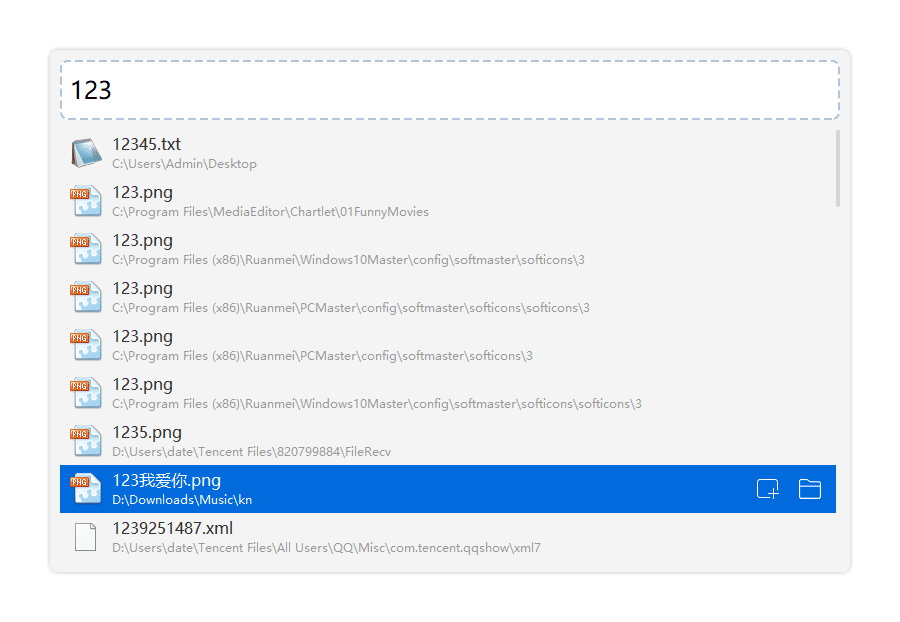 123
12345.txt
C:\Users\Admin\Desktop
PNG
123.png
C:\Program Files\MediaEditor\Chartlet\01FunnyMovies
PNG
123.png
C:\Program Files (x86)\Ruanmei\Windows10Master\config\softmaster\softicons\3
PNG
123.png
C:\Program Files (x86)\Ruanmei\PCMaster\config\softmaster\softicons\softicons\3
PNG
123.png
C:\Program Files (x86)\Ruanmei\PCMaster\config\softmaster\softicons\3
PNG
123.png
C:\Program Files (x86)\Ruanmei\Windows10Master\config\softmaster\softicons\softicons\3
PNG
1235.png
D:\Users\date\Tencent Files\820799884\FileRecv
PNG
123我爱你.png
D:\Downloads\Music\kn
1239251487.xml
D:\Users\date\Tencent Files\All Users\QQ\Misc\com.tencent.qqshow\xml7